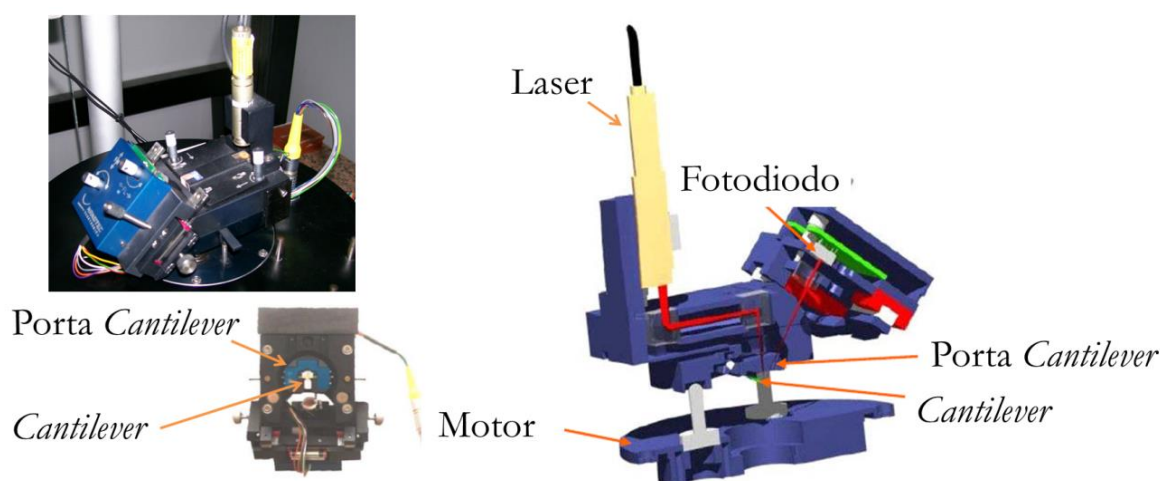 Laser
Fotodiodo
Porta Cantilever
Cantilever
Porta Cantilever
Cantilever
Motor